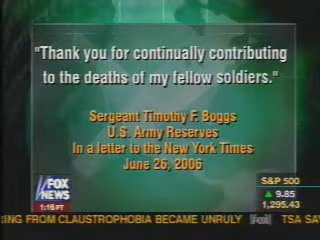 "Thank you for continually contributing
to the deaths of my fellow soldiers."
Sergeant Timothy F. Boggs
U.S. Army Reserves
In a letter to the New York Times
June 26, 2006
FOX
NEWS
1:16 PT
S&P 500
▲ 9.85
1,295.43
ING FROM CLAUSTROPHOBIA BECAME UNRULY FOX TSA SAY